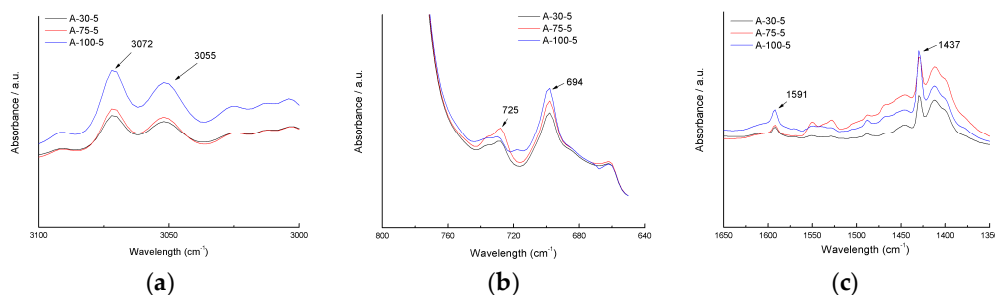 A-30-5
A-75-5
A-100-5
3072
3055
Absorbance / a.u.
3100
3050
3000
Wavelength (cm-1)
(a)
A-30-5
A-75-5
A-100-5
725
694
Absorbance / a.u.
800
760
720
680
640
Wavelength (cm-1)
(b)
A-30-5
A-75-5
A-100-5
1437
1591
Absorbance / a.u.
1650
1600
1550
1500
1450
1400
1350
Wavelength (cm-1)
(c)